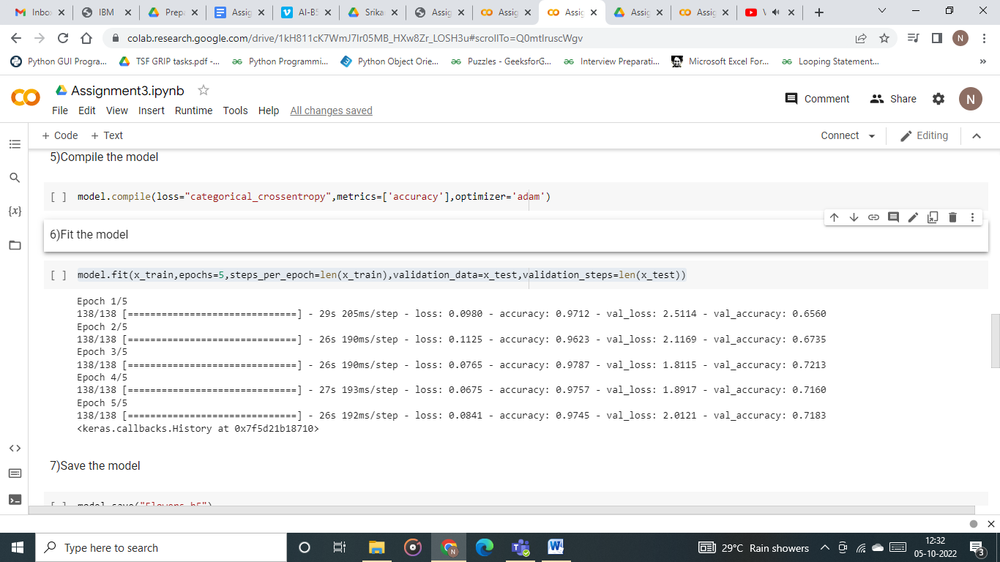 Inbo
IBM
Prep
Assig
AI-B5
Srika
Assig
Assig
Assig
Assig
Assig
colab.research.google.com/drive/1kH811cK7WmJ7lr05MB_HXw8Zr_LOSH3u#scrollTo=Q0mtlruscWgv
N
Python GUI Progra...
TSF GRIP tasks.pdf -...
Python Programmi...
Python Object Orie...
Puzzles - GeeksforG...
Interview Preparati...
Microsoft Excel For...
Looping Statement...
»
Assignment3.ipynb
Comment
Share
N
File Edit View Insert Runtime Tools Help All changes saved
+ Code + Text
Connect
Editing
5)Compile the model
[ ] model.compile(loss="categorical_crossentropy",metrics=['accuracy'],optimizer='adam')
6)Fit the model
[ ] model.fit(x_train,epochs=5,steps_per_epoch=len(x_train),validation_data=x_test,validation_steps=len(x_test))
Epoch 1/5
138/138 [==============================] - 29s 205ms/step - loss: 0.0980 - accuracy: 0.9712 - val_loss: 2.5114 - val_accuracy: 0.6560
Epoch 2/5
138/138 [==============================] - 26s 190ms/step - loss: 0.1125 - accuracy: 0.9623 - val_loss: 2.1169 - val_accuracy: 0.6735
Epoch 3/5
138/138 [==============================] - 26s 190ms/step - loss: 0.0765 - accuracy: 0.9787 - val_loss: 1.8115 - val_accuracy: 0.7213
Epoch 4/5
138/138 [==============================] - 27s 193ms/step - loss: 0.0675 - accuracy: 0.9757 - val_loss: 1.8917 - val_accuracy: 0.7160
Epoch 5/5
138/138 [==============================] - 26s 192ms/step - loss: 0.0841 - accuracy: 0.9745 - val_loss: 2.0121 - val_accuracy: 0.7183
<keras.callbacks.History at 0x7f5d21b18710>
7)Save the model
[ ] model.save("Flowers.h5")
Type here to search
29°C Rain showers
12:32
05-10-2022
3